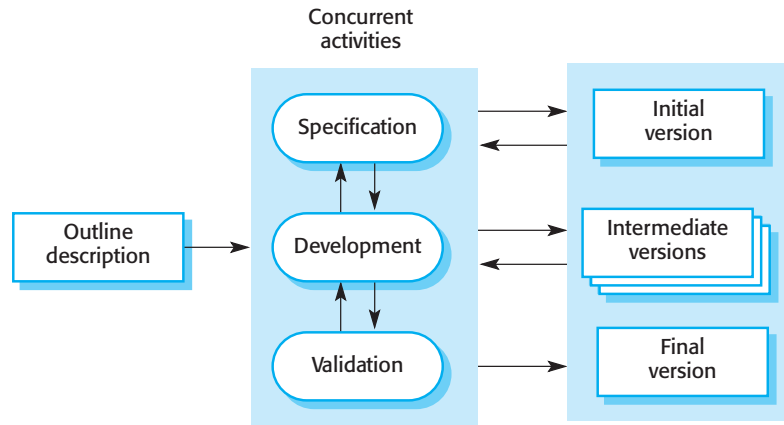 Concurrent
activities
Specification
Initial
version
Outline
description
Development
Intermediate
versions
Validation
Final
version